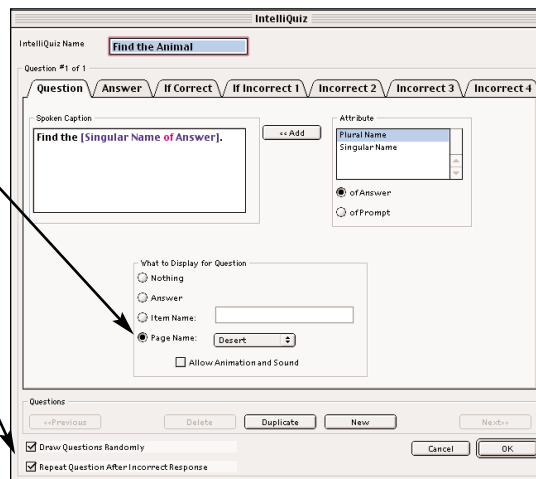 IntelliQuiz
IntelliQuiz Name Find the Animal
Question #1 of 1
Question Answer If Correct If Incorrect 1 Incorrect 2 Incorrect 3 Incorrect 4
Spoken Caption
Find the [Singular Name of Answer].
<< Add
Attribute
Plural Name
Singular Name
of Answer
of Prompt
What to Display for Question
Nothing
Answer
Item Name:
Page Name: Desert
Allow Animation and Sound
Questions
<<Previous Delete Duplicate New Next>>
Draw Questions Randomly
Cancel OK
Repeat Question After Incorrect Response